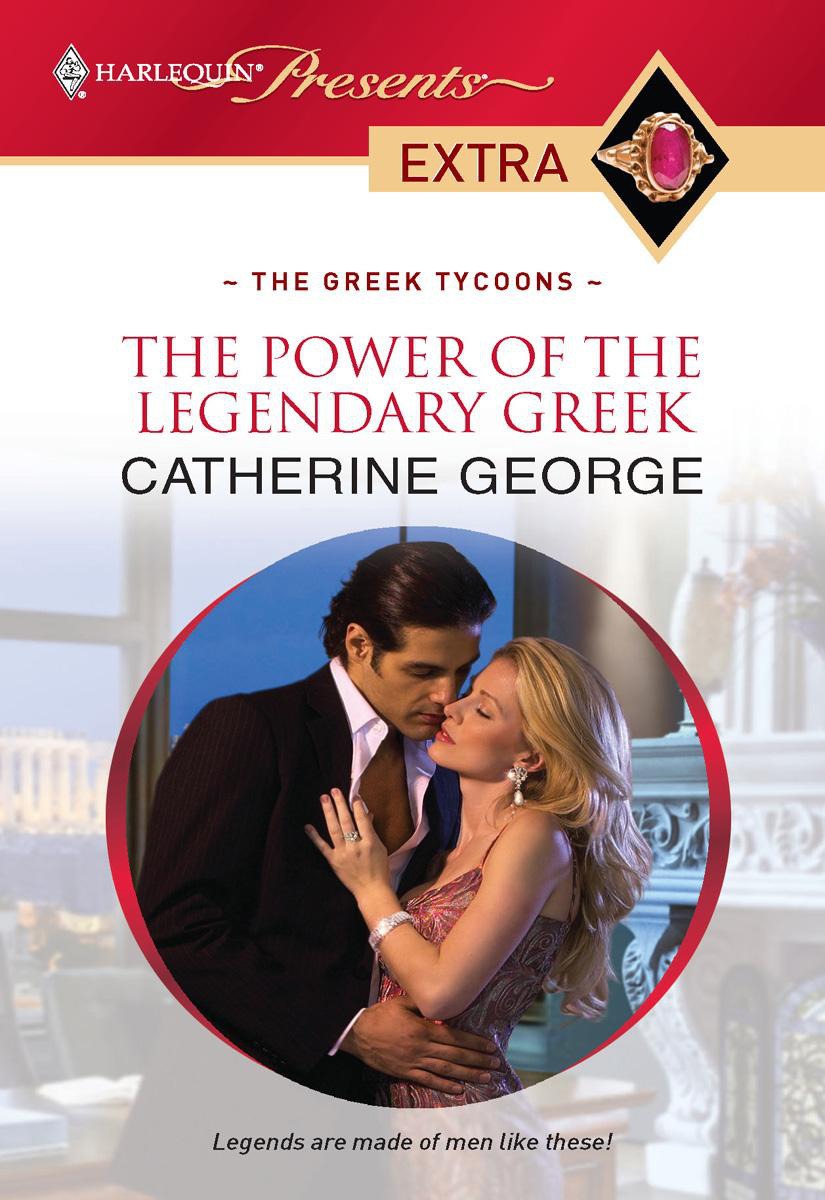 HARLEQUIN® Presents®
EXTRA
~ THE GREEK TYCOONS ~
THE POWER OF THE
LEGENDARY GREEK
CATHERINE GEORGE
Legends are made of men like these!